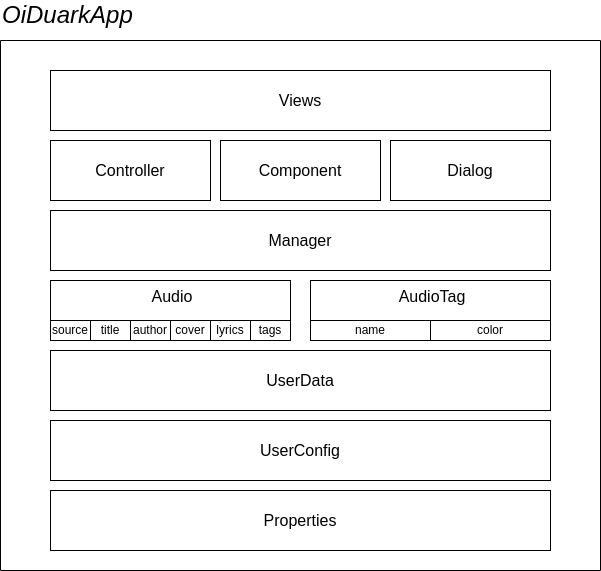 OiDuarkApp
Views
Controller Component Dialog
Manager
Audio AudioTag
source title author cover lyrics tags name color
UserData
UserConfig
Properties